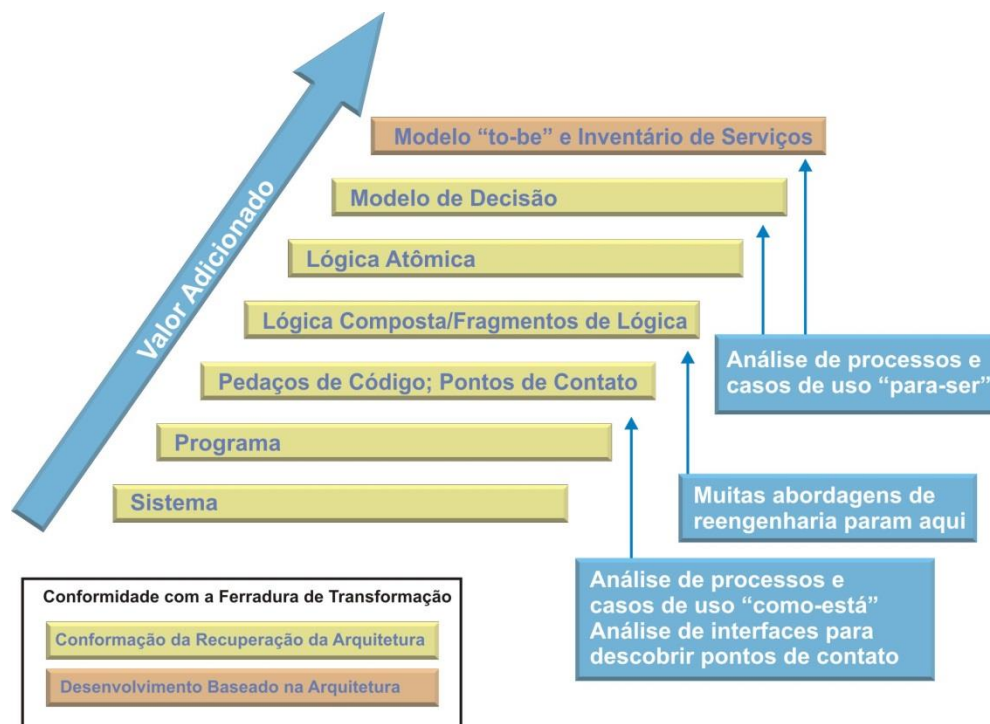 Valor Adicionado
Modelo “to-be” e Inventário de Serviços
Modelo de Decisão
Lógica Atômica
Lógica Composta/Fragmentos de Lógica
Pedaços de Código; Pontos de Contato
Programa
Sistema
Análise de processos e
casos de uso “para-ser”
Muitas abordagens de
reengenharia param aqui
Análise de processos e
casos de uso “como-está”
Análise de interfaces para
descobrir pontos de contato
Conformidade com a Ferradura de Transformação
Conformação da Recuperação da Arquitetura
Desenvolvimento Baseado na Arquitetura